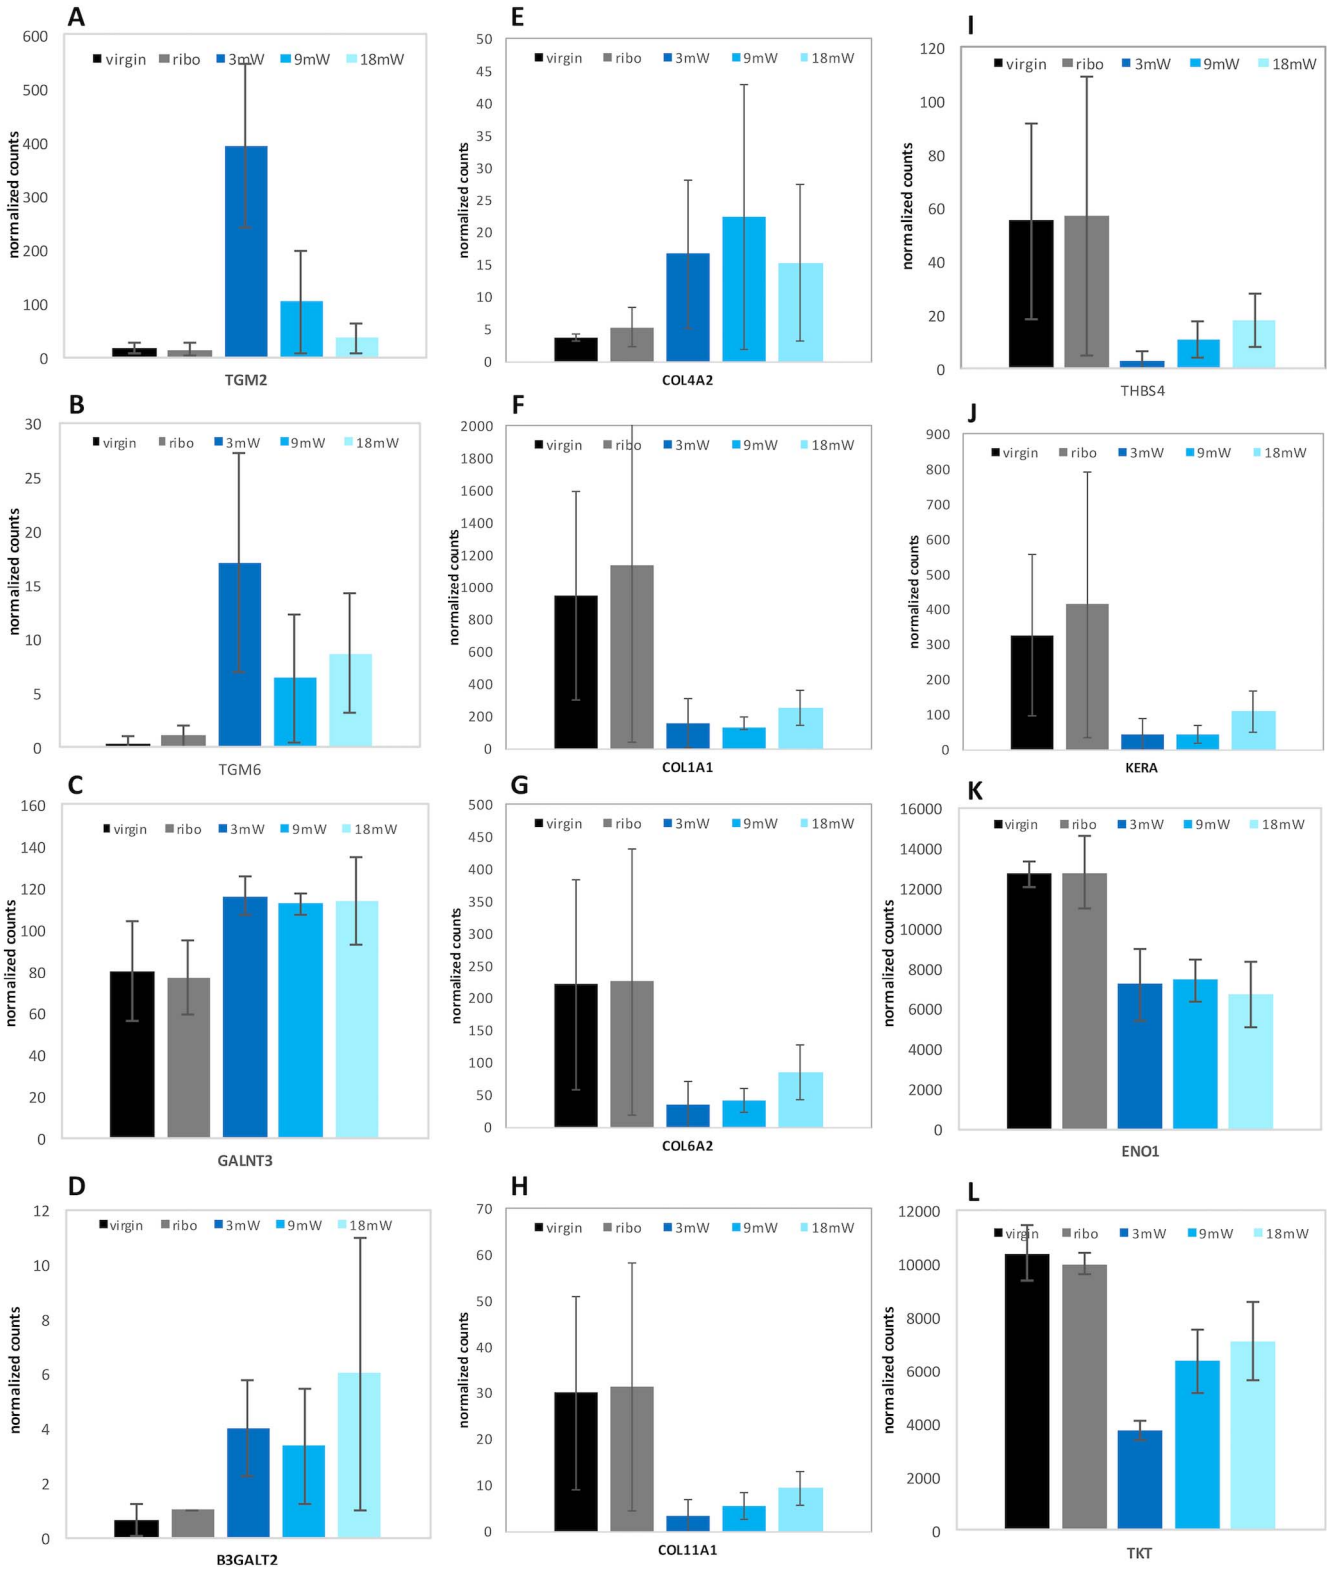 A
600
500
400
300
200
100
0
normalized counts
virgin ribo 3mW 9mW 18mW
TGM2
B
30
25
20
15
10
5
0
normalized counts
virgin ribo 3mW 9mW 18mW
TGM6
C
160
140
120
100
80
60
40
20
0
normalized counts
virgin ribo 3mW 9mW 18mW
GALNT3
D
12
10
8
6
4
2
0
normalized counts
virgin ribo 3mW 9mW 18mW
B3GALT2
E
50
45
40
35
30
25
20
15
10
5
0
normalized counts
virgin ribo 3mW 9mW 18mW
COL4A2
F
2000
1800
1600
1400
1200
1000
800
600
400
200
0
normalized counts
virgin ribo 3mW 9mW 18mW
COL1A1
G
500
450
400
350
300
250
200
150
100
50
0
normalized counts
virgin ribo 3mW 9mW 18mW
COL6A2
H
70
60
50
40
30
20
10
0
normalized counts
virgin ribo 3mW 9mW 18mW
COL11A1
I
120
100
80
60
40
20
0
normalized counts
virgin ribo 3mW 9mW 18mW
THBS4
J
900
800
700
600
500
400
300
200
100
0
normalized counts
virgin ribo 3mW 9mW 18mW
KERA
K
16000
14000
12000
10000
8000
6000
4000
2000
0
normalized counts
virgin ribo 3mW 9mW 18mW
ENO1
L
12000
10000
8000
6000
4000
2000
0
normalized counts
virgin ribo 3mW 9mW 18mW
TKT